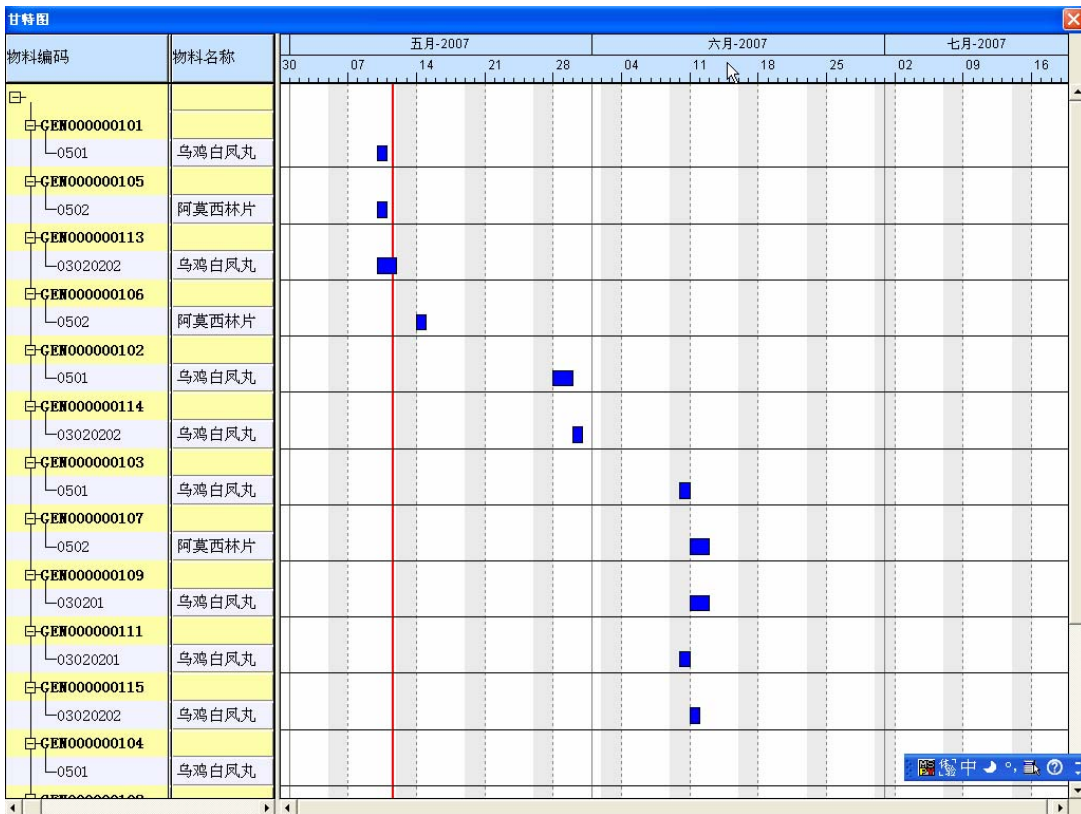 甘特图
物料编码 物料名称 五月-2007 六月-2007 七月-2007
30 07 14 21 28 04 11 18 25 02 09 16
GEN000000101
0501 乌鸡白凤丸
GEN000000105
0502 阿莫西林片
GEN000000113
03020202 乌鸡白凤丸
GEN000000106
0502 阿莫西林片
GEN000000102
0501 乌鸡白凤丸
GEN000000114
03020202 乌鸡白凤丸
GEN000000103
0501 乌鸡白凤丸
GEN000000107
0502 阿莫西林片
GEN000000109
030201 乌鸡白凤丸
GEN000000111
03020201 乌鸡白凤丸
GEN000000115
03020202 乌鸡白凤丸
GEN000000104
0501 乌鸡白凤丸
中